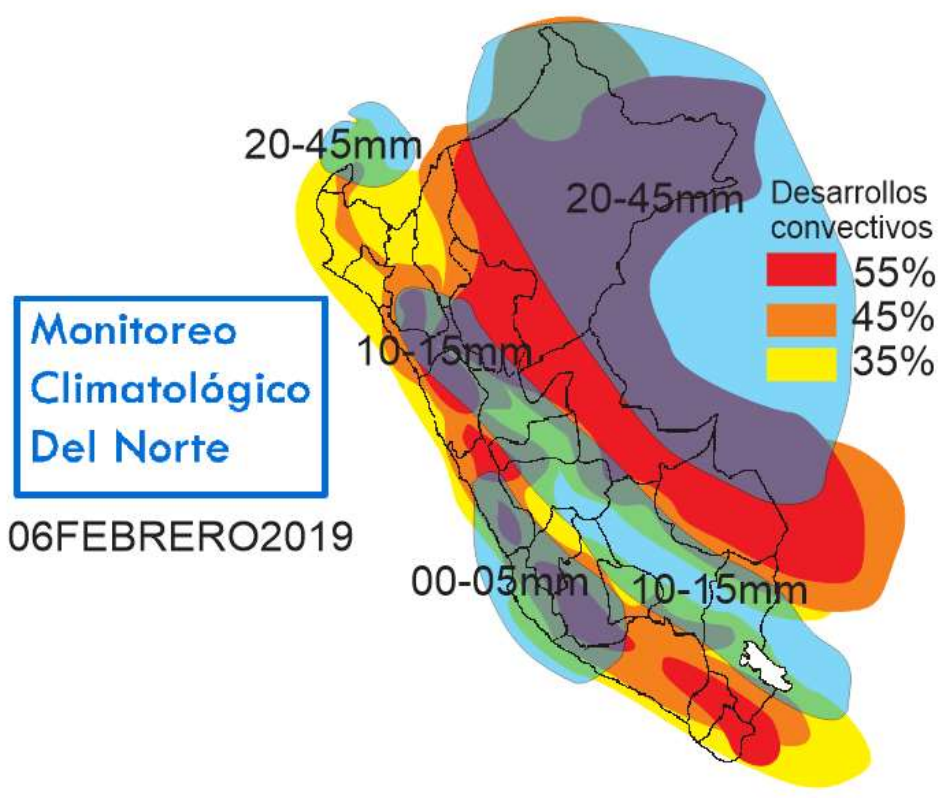 20-45mm
20-45mm
Desarrollos
convectivos
55%
45%
35%
Monitoreo
Climatológico
Del Norte
10-15mm
06FEBRERO2019
00-05mm
10-15mm